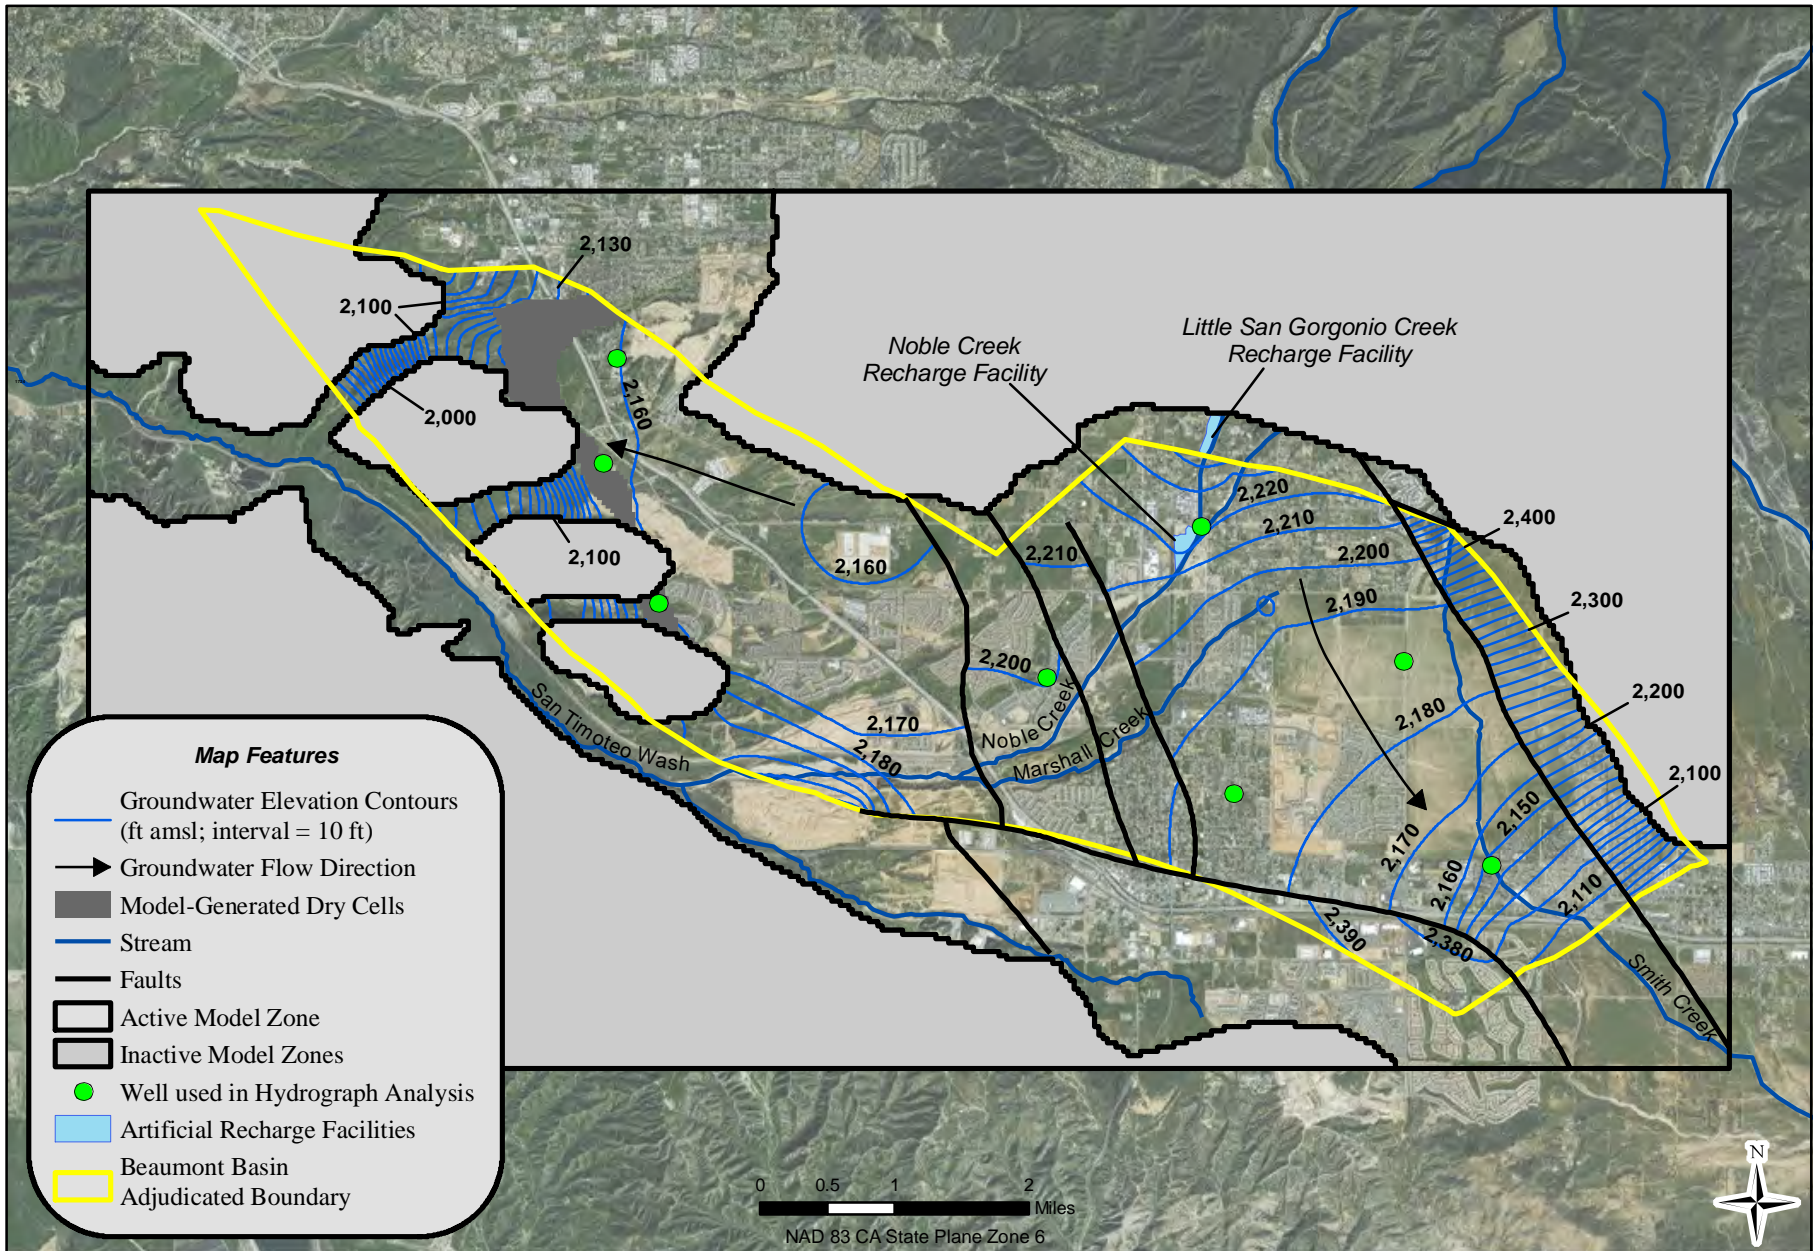 2,130
2,100
2,160
2,000
Noble Creek
Recharge Facility
Little San Gorgonio Creek
Recharge Facility
2,220
2,210
2,200
2,190
2,400
2,300
2,200
2,100
2,100
2,160
2,210
2,200
2,170
2,180
2,180
2,170
2,160
2,150
2,110
2,390
2,380
Noble Creek
Marshall Creek
San Timoteo Wash
Smith Creek
Map Features
Groundwater Elevation Contours
(ft amsl; interval = 10 ft)
Groundwater Flow Direction
Model-Generated Dry Cells
Stream
Faults
Active Model Zone
Inactive Model Zones
Well used in Hydrograph Analysis
Artificial Recharge Facilities
Beaumont Basin
Adjudicated Boundary
0 0.5 1 2
Miles
NAD 83 CA State Plane Zone 6
N